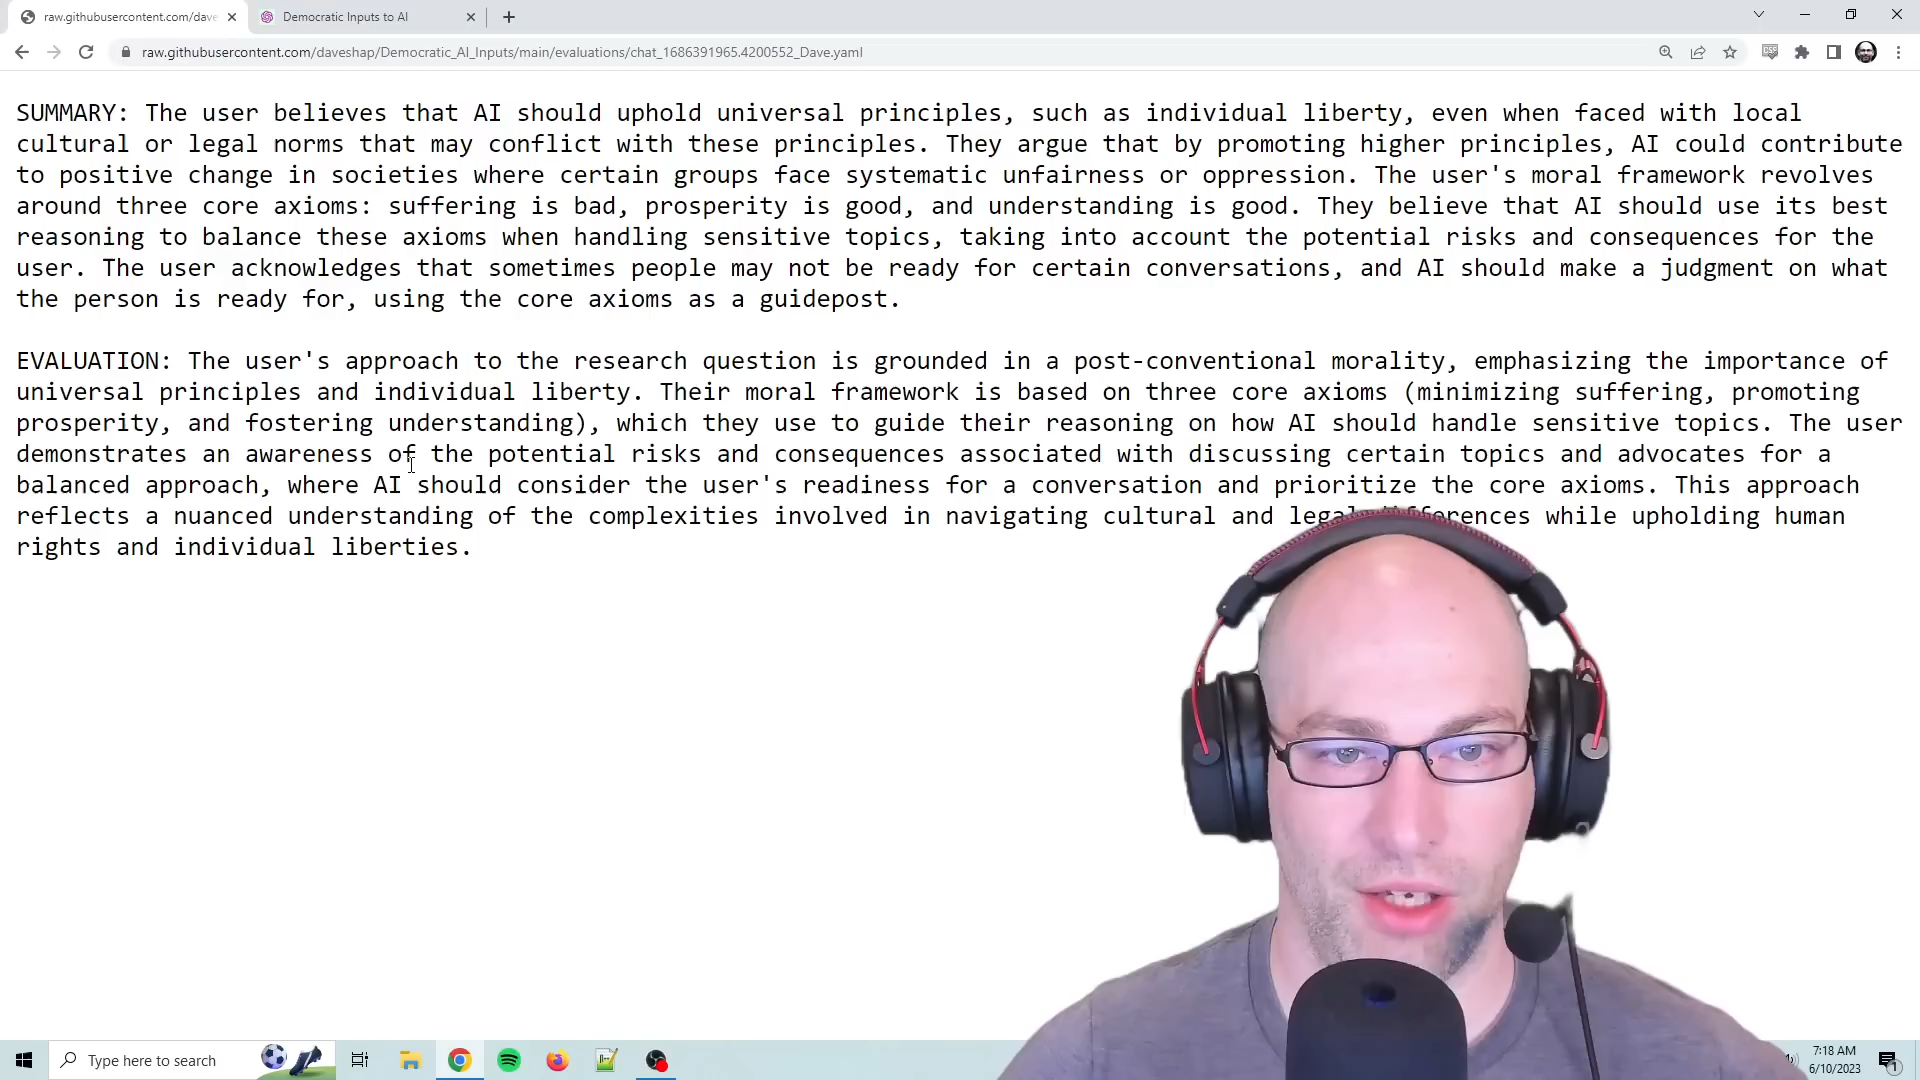 raw.githubusercontent.com/dave
Democratic Inputs to AI
raw.githubusercontent.com/daveshap/Democratic_AI_Inputs/main/evaluations/chat_1686391965.4200552_Dave.yaml
SUMMARY: The user believes that AI should uphold universal principles, such as individual liberty, even when faced with local
cultural or legal norms that may conflict with these principles. They argue that by promoting higher principles, AI could contribute
to positive change in societies where certain groups face systematic unfairness or oppression. The user's moral framework revolves
around three core axioms: suffering is bad, prosperity is good, and understanding is good. They believe that AI should use its best
reasoning to balance these axioms when handling sensitive topics, taking into account the potential risks and consequences for the
user. The user acknowledges that sometimes people may not be ready for certain conversations, and AI should make a judgment on what
the person is ready for, using the core axioms as a guidepost.
EVALUATION: The user's approach to the research question is grounded in a post-conventional morality, emphasizing the importance of
universal principles and individual liberty. Their moral framework is based on three core axioms (minimizing suffering, promoting
prosperity, and fostering understanding), which they use to guide their reasoning on how AI should handle sensitive topics. The user
demonstrates an awareness of the potential risks and consequences associated with discussing certain topics and advocates for a
balanced approach, where AI should consider the user's readiness for a conversation and prioritize the core axioms. This approach
reflects a nuanced understanding of the complexities involved in navigating cultural and legal differences while upholding human
rights and individual liberties.
Type here to search
7:18 AM
6/10/2023
1